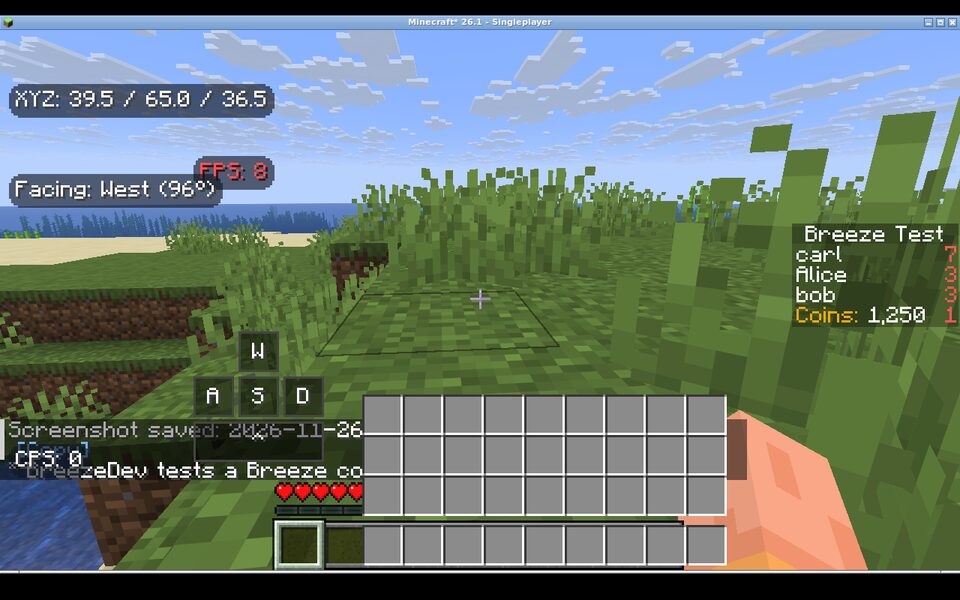 Minecraft* 26.1 - Singleplayer
XYZ: 39.5 / 65.0 / 36.5
FPS: 8
Facing: West (96°)
Breeze Test
carl 7
Alice 3
bob 3
Coins: 1,250 1
W
A S D
Screenshot saved: 2026-11-26
CPS: 0
BreezeDev tests a Breeze co